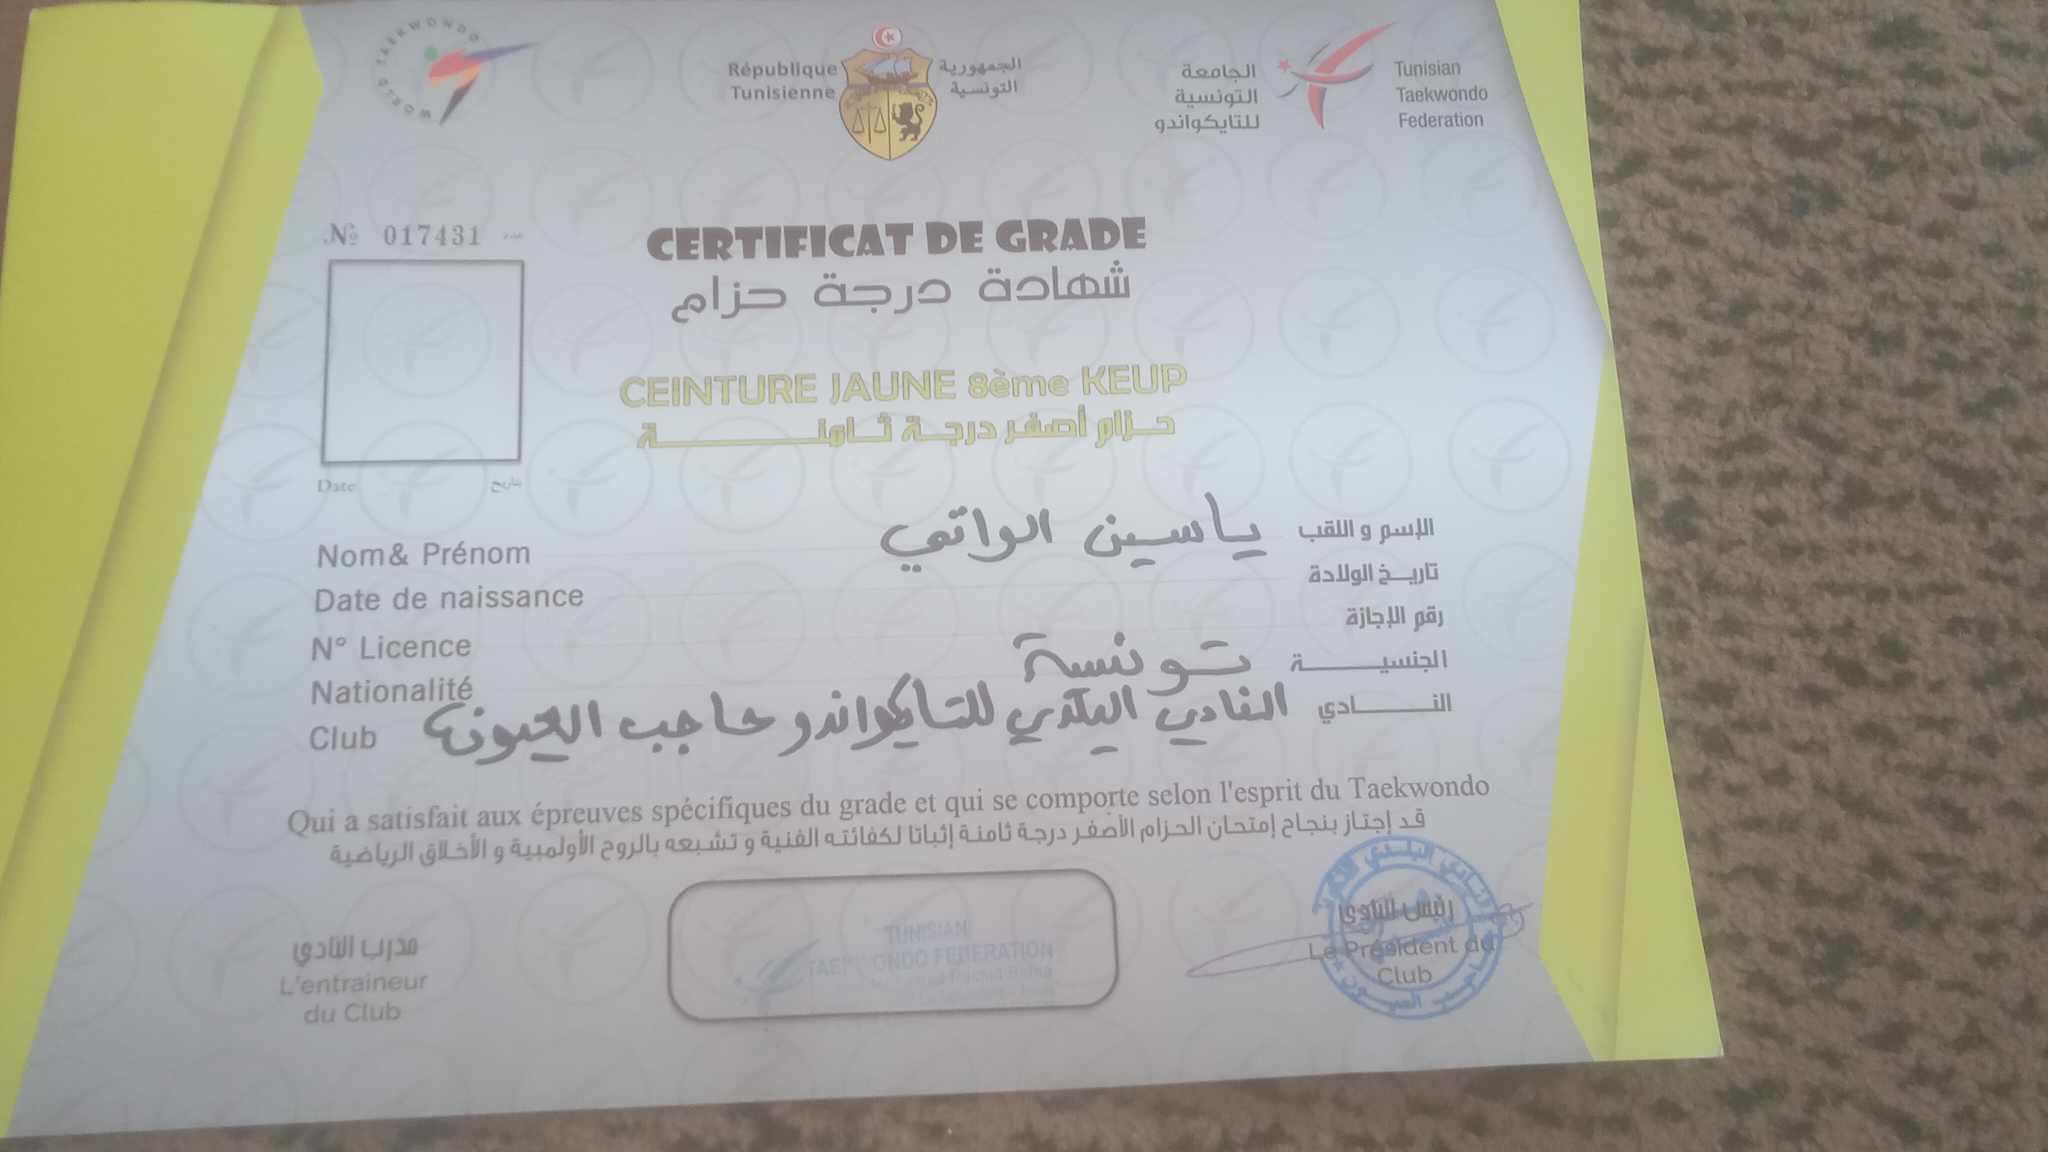 WORLD TAEKWONDO
République Tunisienne
الجمهورية التونسية
الجامعة التونسية للتايكواندو
Tunisian Taekwondo Federation
№ 017431
CERTIFICAT DE GRADE
شهادة درجة حزام
CEINTURE JAUNE 8ème KEUP
حزام أصفر درجة ثامنة
Date تاريخ
Nom& Prénom ياسين الواتي الإسم و اللقب
Date de naissance تاريخ الولادة
N° Licence رقم الإجازة
Nationalité تونسة الجنسية
Club النادي البلدي للتايكواندو حاجب العيون النادي
Qui a satisfait aux épreuves spécifiques du grade et qui se comporte selon l'esprit du Taekwondo
قد إجتاز بنجاح إمتحان الحزام الأصفر درجة ثامنة إثباتا لكفائته الفنية و تشبعه بالروح الأولمبية و الأخلاق الرياضية
مدرب النادي
L'entraineur
du Club
TUNISIAN
TAEKWONDO FEDERATION
رئيس النادي
Le Président du
Club